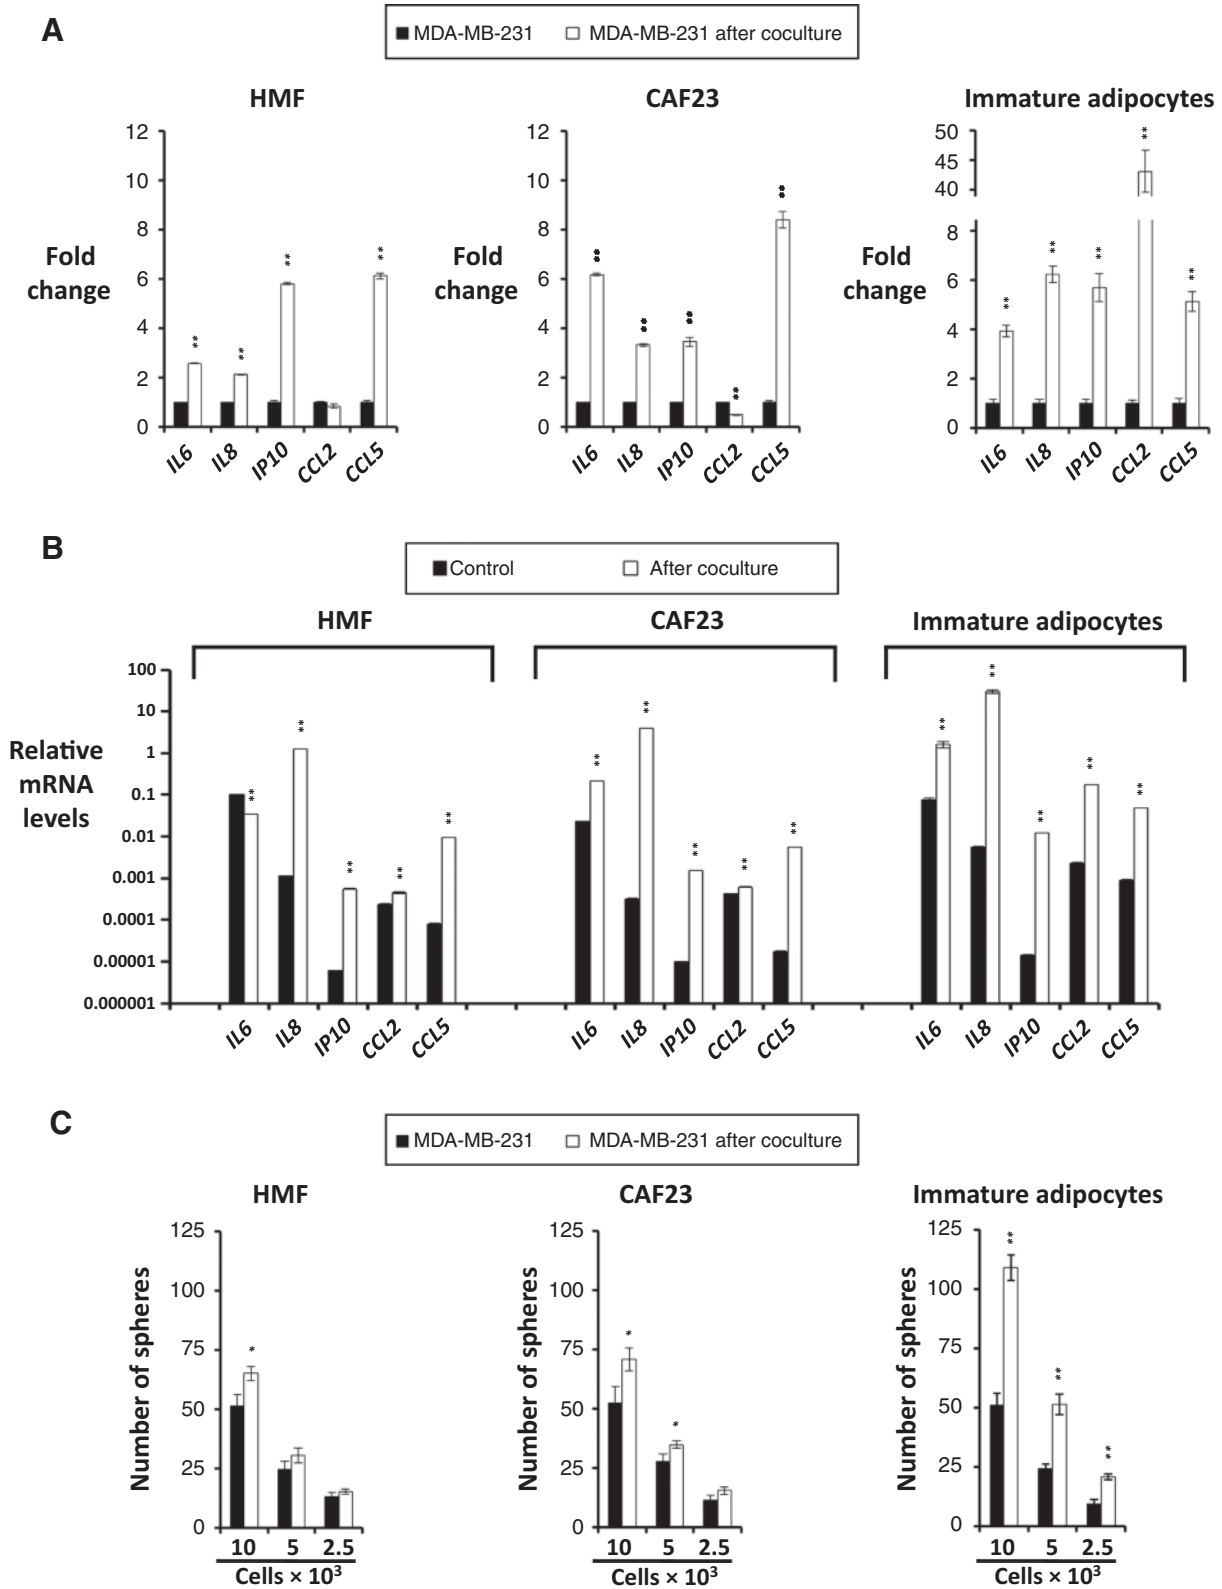 A
MDA-MB-231 MDA-MB-231 after coculture
HMF
Fold
change
12
10
8
6
4
2
0
**
**
**
**
IL6 IL8 IP10 CCL2 CCL5
CAF23
Fold
change
12
10
8
6
4
2
0
**
**
**
**
**
IL6 IL8 IP10 CCL2 CCL5
Immature adipocytes
Fold
change
50
45
40
8
6
4
2
0
**
**
**
**
**
IL6 IL8 IP10 CCL2 CCL5
B
Control After coculture
HMF CAF23 Immature adipocytes
Relative
mRNA
levels
100
10
1
0.1
0.01
0.001
0.0001
0.00001
0.000001
** ** ** ** **
** ** ** ** **
** ** ** ** **
IL6 IL8 IP10 CCL2 CCL5
IL6 IL8 IP10 CCL2 CCL5
IL6 IL8 IP10 CCL2 CCL5
C
MDA-MB-231 MDA-MB-231 after coculture
HMF
Number of spheres
125
100
75
50
25
0
*
10 5 2.5
Cells × 10³
CAF23
Number of spheres
125
100
75
50
25
0
*
*
10 5 2.5
Cells × 10³
Immature adipocytes
Number of spheres
125
100
75
50
25
0
**
**
**
10 5 2.5
Cells × 10³